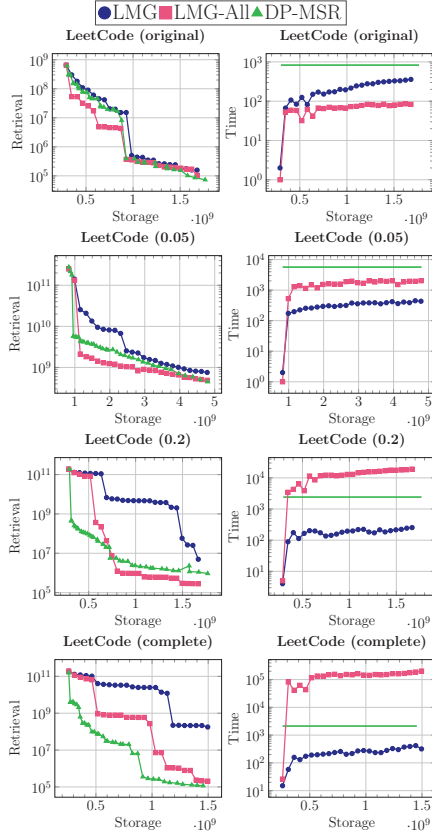 LMG LMG-All DP-MSR
LeetCode (original) LeetCode (original)
Retrieval
10^9
10^8
10^7
10^6
10^5
0.5 1 1.5
Storage ·10^9
Time
10^3
10^2
10^1
10^0
0.5 1 1.5
Storage ·10^9
LeetCode (0.05) LeetCode (0.05)
Retrieval
10^11
10^10
10^9
1 2 3 4 5
Storage ·10^9
Time
10^4
10^3
10^2
10^1
10^0
1 2 3 4 5
Storage ·10^9
LeetCode (0.2) LeetCode (0.2)
Retrieval
10^11
10^9
10^7
10^5
0.5 1 1.5
Storage ·10^9
Time
10^4
10^3
10^2
10^1
0.5 1 1.5
Storage ·10^9
LeetCode (complete) LeetCode (complete)
Retrieval
10^11
10^9
10^7
10^5
0.5 1 1.5
Storage ·10^9
Time
10^5
10^4
10^3
10^2
10^1
0.5 1 1.5
Storage ·10^9